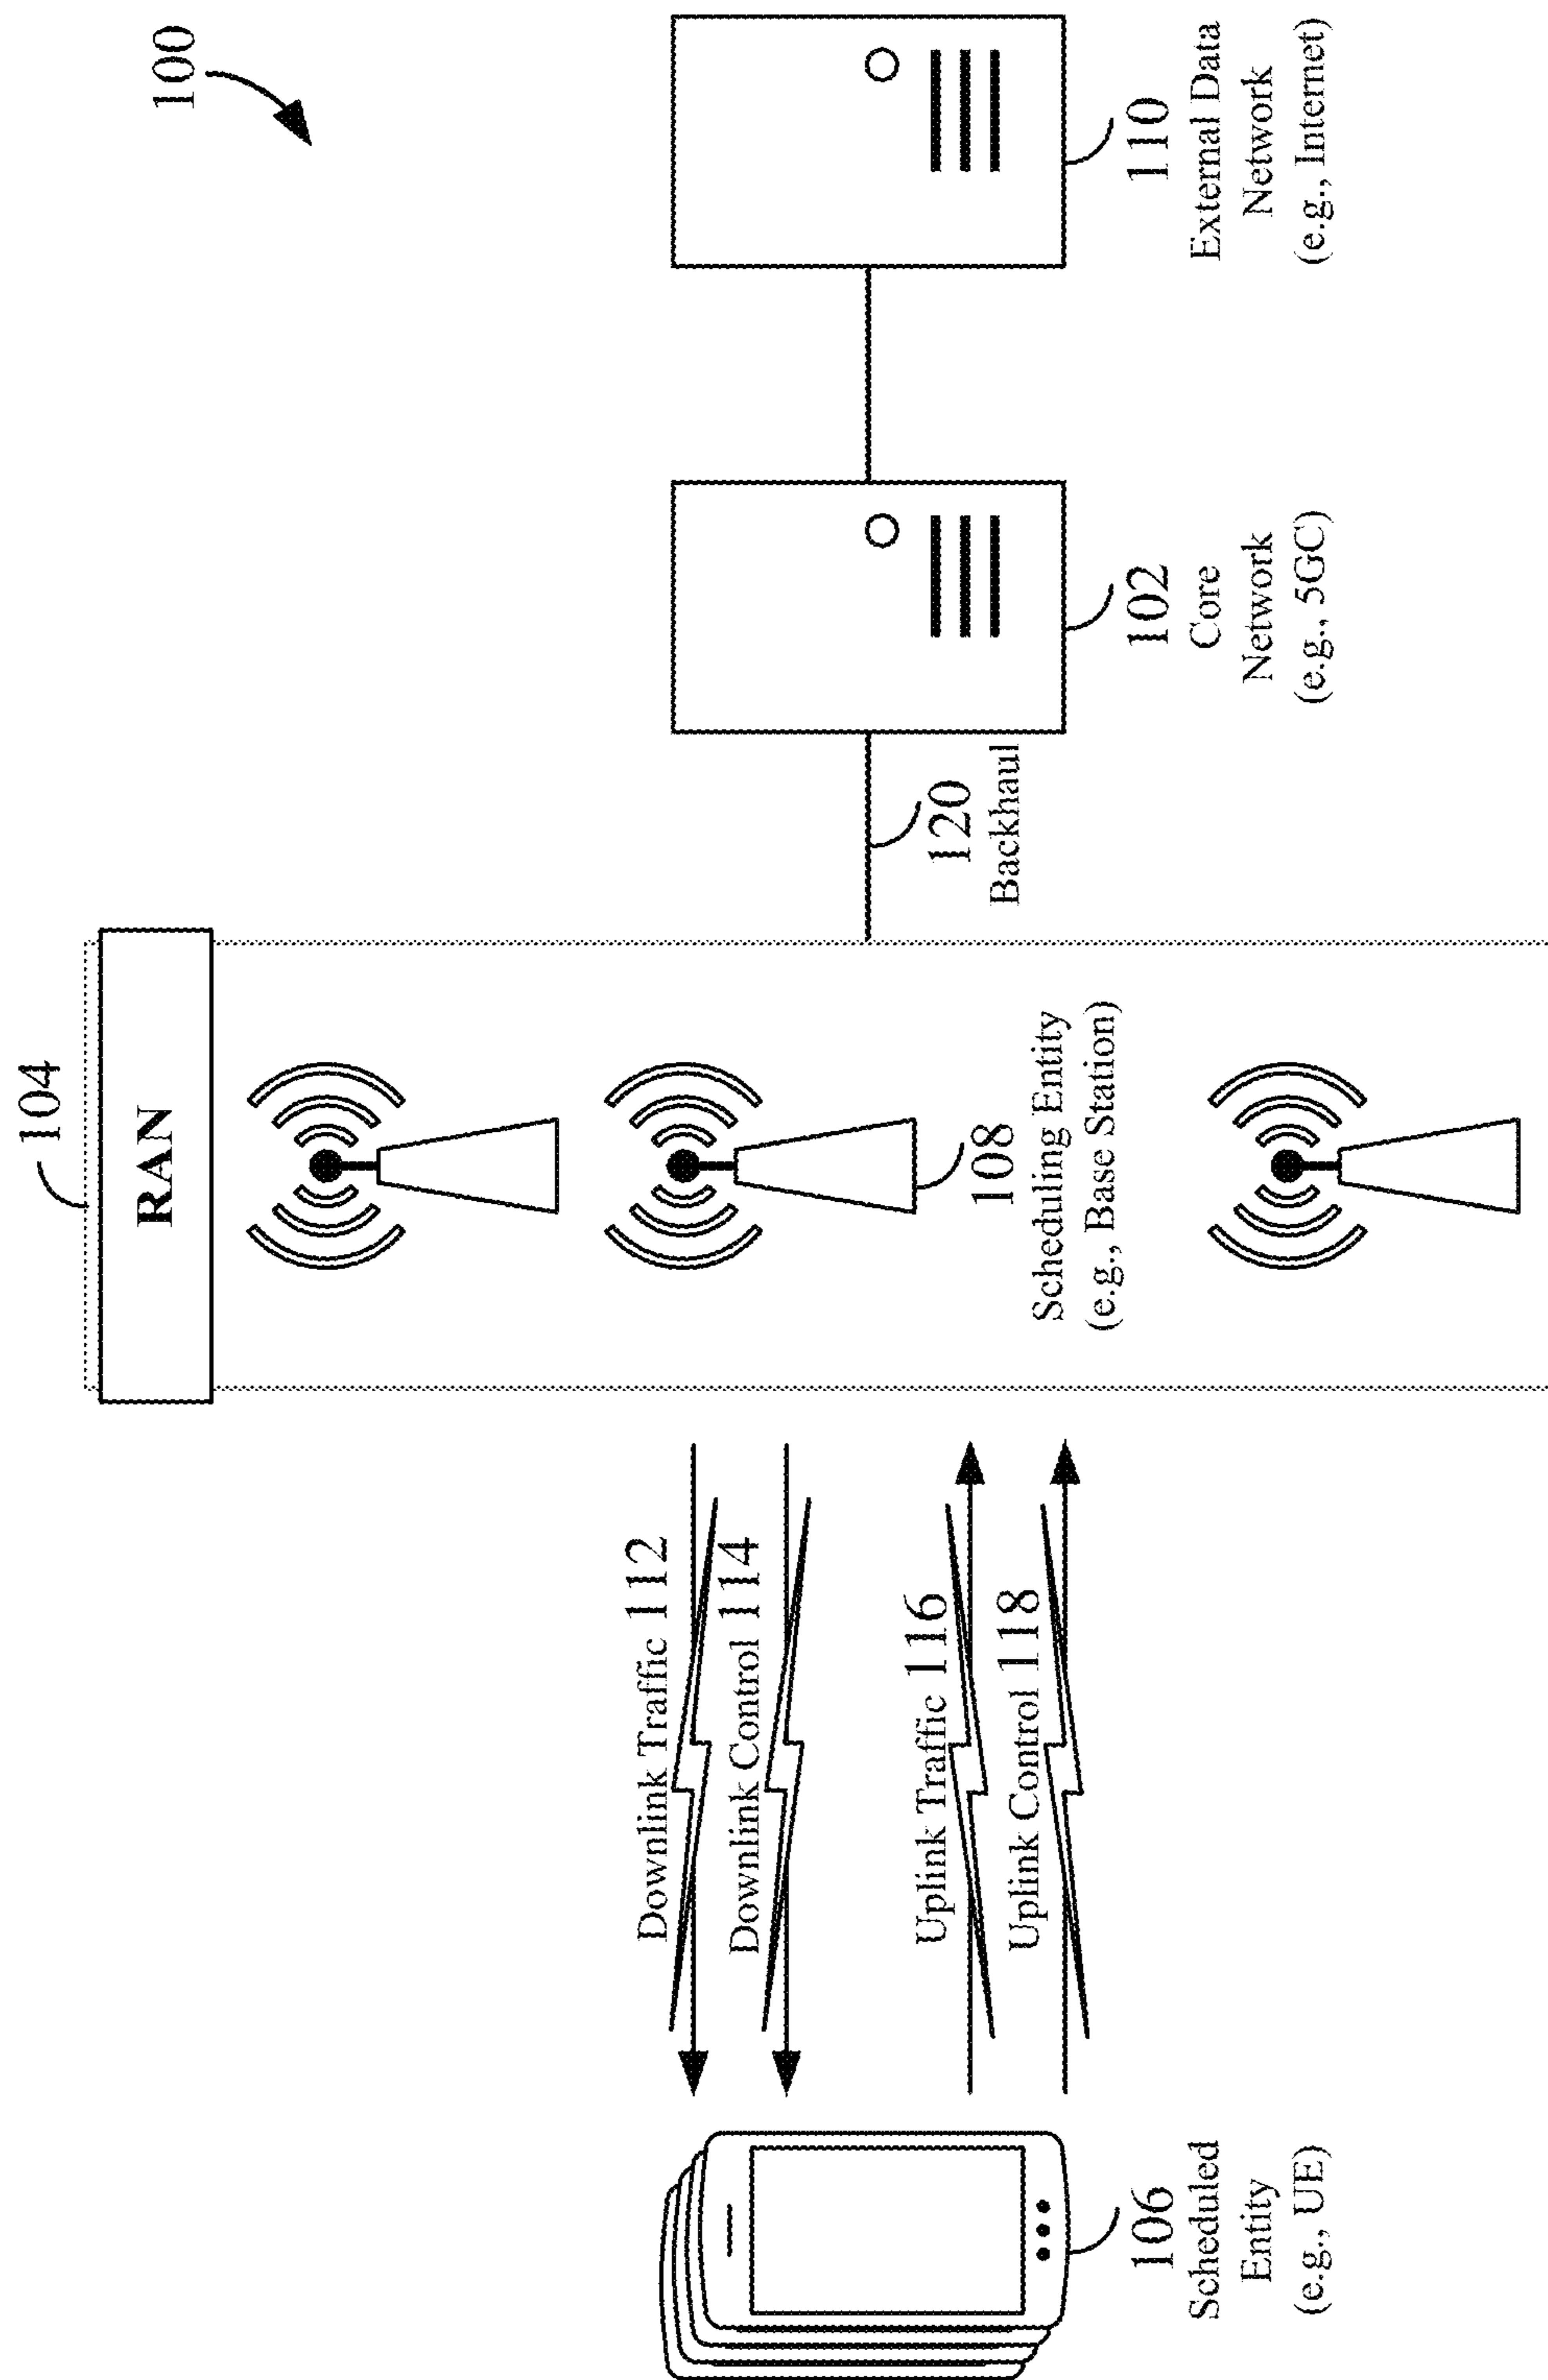 100
104
RAN
Downlink Traffic 112
Downlink Control 114
Uplink Traffic 116
Uplink Control 118
106
Scheduled
Entity
(e.g., UE)
108
Scheduling Entity
(e.g., Base Station)
120
Backhaul
102
Core
Network
(e.g., 5GC)
110
External Data
Network
(e.g., Internet)